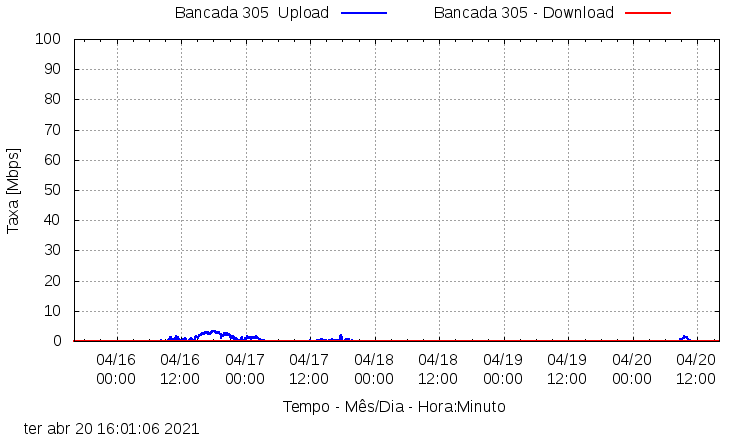 Bancada 305  Upload
Bancada 305 - Download
100
90
80
70
60
50
40
30
20
10
0
Taxa [Mbps]
04/16 04/16 04/17 04/17 04/18 04/18 04/19 04/19 04/20 04/20
00:00 12:00 00:00 12:00 00:00 12:00 00:00 12:00 00:00 12:00
Tempo - Mês/Dia - Hora:Minuto
ter abr 20 16:01:06 2021